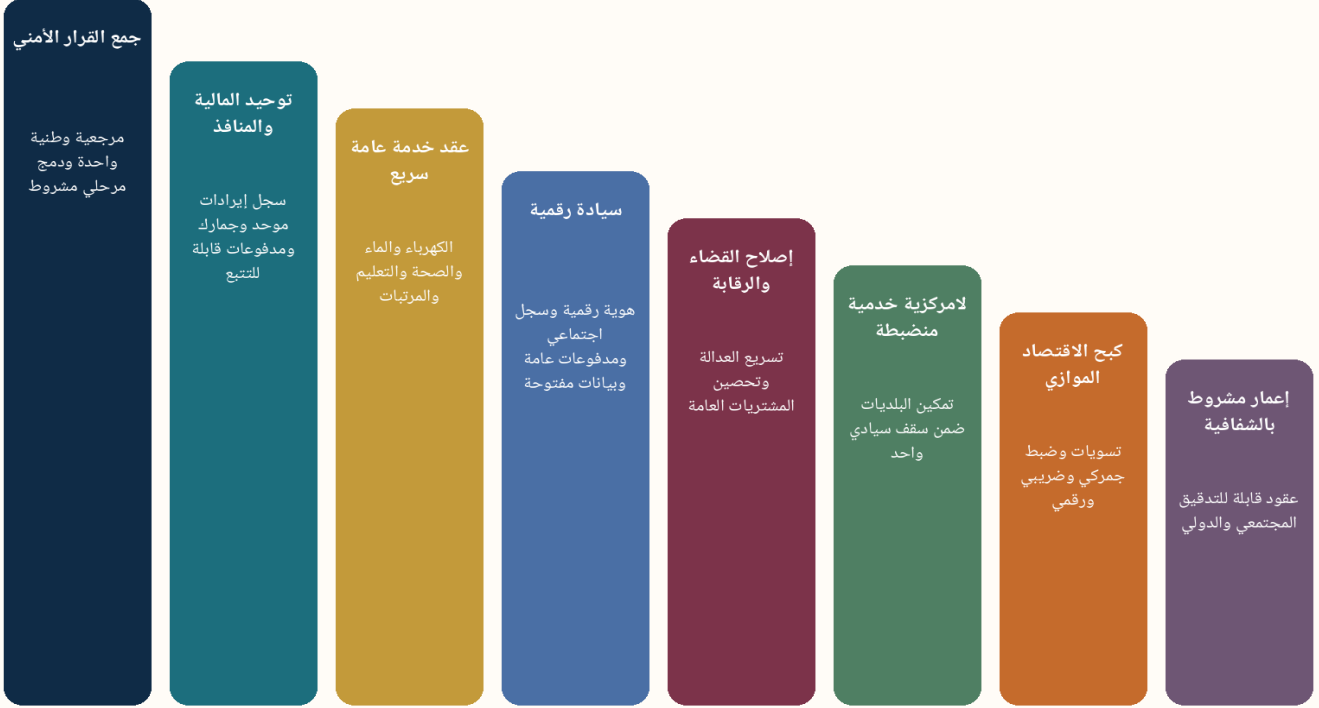 جمع القرار الأمني
مرجعية وطنية
واحدة ودمج
مرحلي مشروط
توحيد المالية
والمنافذ
سجل إيرادات
موحد وجمارك
ومدفوعات قابلة
للتتبع
عقد خدمة عامة
سريع
الكهرباء والماء
والصحة والتعليم
والمرتبات
سيادة رقمية
هوية رقمية وسجل
اجتماعي
ومدفوعات عامة
وبيانات مفتوحة
إصلاح القضاء
والرقابة
تسريع العدالة
وتحصين
المشتريات العامة
لامركزية خدمية
منضبطة
تمكين البلديات
ضمن سقف سيادي
واحد
كبح الاقتصاد
الموازي
تسويات وضبط
جمركي وضريبي
ورقمي
إعمار مشروط
بالشفافية
عقود قابلة للتدقيق
المجتمعي والدولي